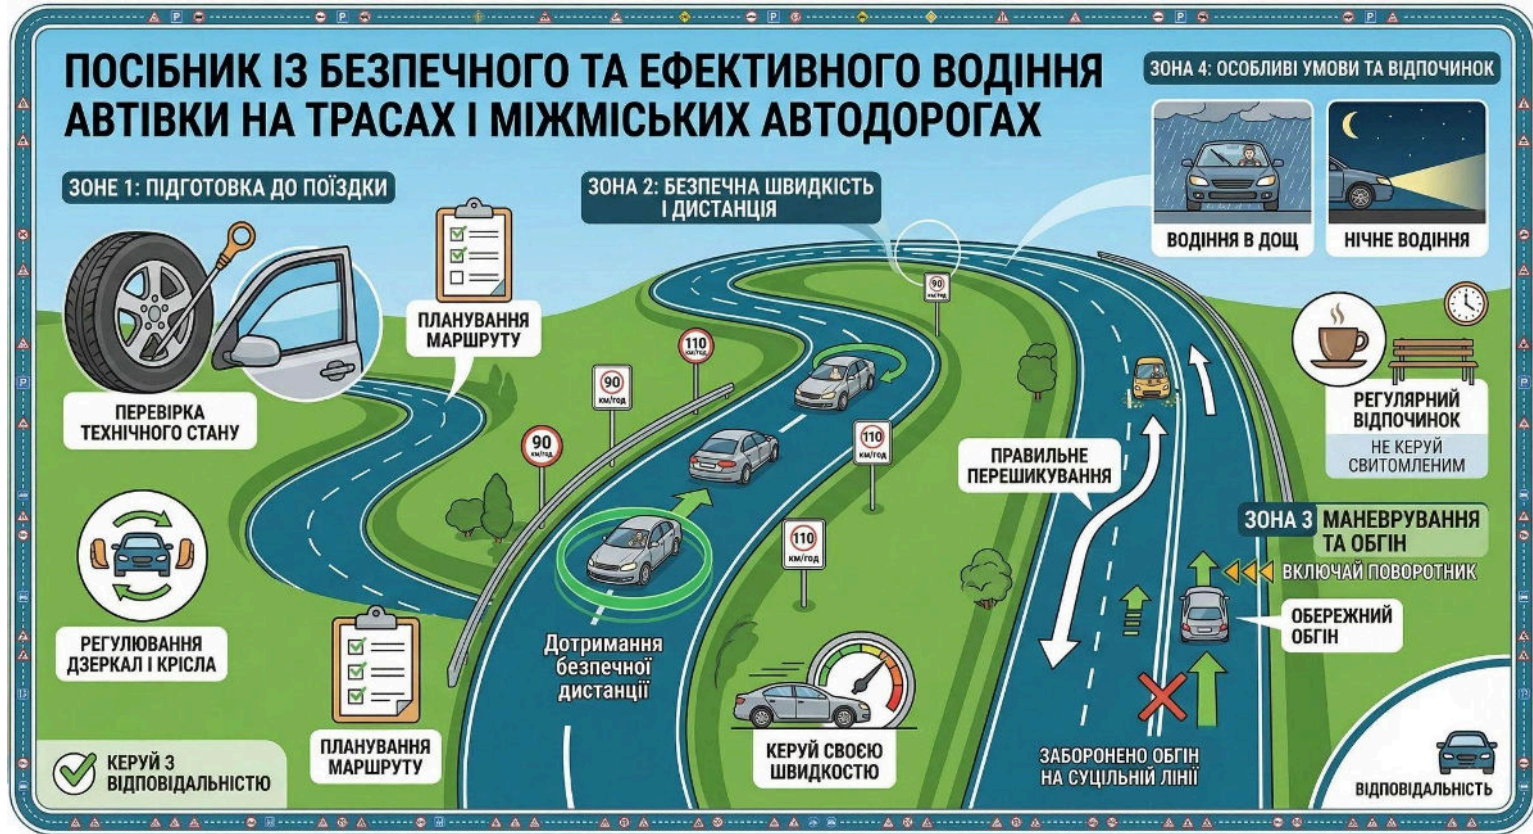 ПОСІБНИК ІЗ БЕЗПЕЧНОГО ТА ЕФЕКТИВНОГО ВОДІННЯ
АВТІВКИ НА ТРАСАХ І МІЖМІСЬКИХ АВТОДОРОГАХ
ЗОНЕ 1: ПІДГОТОВКА ДО ПОЇЗДКИ
ПЕРЕВІРКА
ТЕХНІЧНОГО СТАНУ
ПЛАНУВАННЯ
МАРШРУТУ
РЕГУЛЮВАННЯ
ДЗЕРКАЛ І КРІСЛА
ПЛАНУВАННЯ
МАРШРУТУ
КЕРУЙ З
ВІДПОВІДАЛЬНІСТЮ
ЗОНА 2: БЕЗПЕЧНА ШВИДКІСТЬ
І ДИСТАНЦІЯ
90
км/год
90
км/год
110
км/год
90
км/год
110
км/год
110
км/год
Дотримання
безпечної
дистанції
КЕРУЙ СВОЄЮ
ШВИДКОСТЮ
ЗОНА 4: ОСОБЛИВІ УМОВИ ТА ВІДПОЧИНОК
ВОДІННЯ В ДОЩ
НІЧНЕ ВОДІННЯ
РЕГУЛЯРНИЙ
ВІДПОЧИНОК
НЕ КЕРУЙ
СВИТОМЛЕНИМ
ЗОНА 3 МАНЕВРУВАННЯ
ТА ОБГІН
ВКЛЮЧАЙ ПОВОРОТНИК
ПРАВИЛЬНЕ
ПЕРЕШИКУВАННЯ
ОБЕРЕЖНИЙ
ОБГІН
ЗАБОРОНЕНО ОБГІН
НА СУЦІЛЬНІЙ ЛІНІЇ
ВІДПОВІДАЛЬНІСТЬ